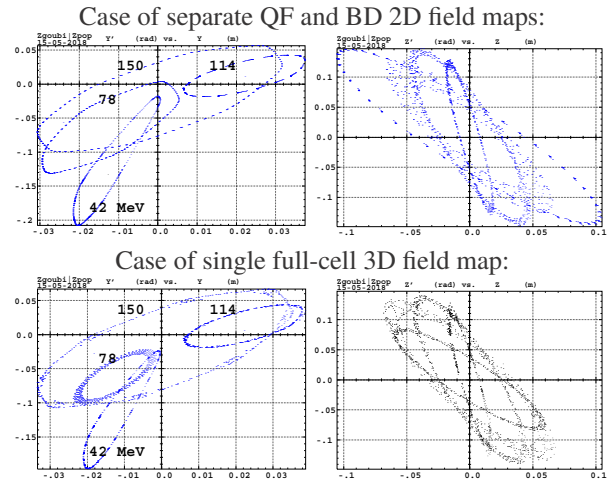 Case of separate QF and BD 2D field maps:
Zgoubi|Zpop
15-05-2018
Y' (rad) vs. Y (m)
0.05
0.0
-.05
-.1
-.15
-.2
150
114
78
42 MeV
-.03 -.02 -.01 0.0 0.01 0.02 0.03
Zgoubi|Zpop
15-05-2018
Z' (rad) vs. Z (m)
0.1
0.05
0.0
-.05
-.1
-0.1 -.05 0.0 0.05 0.1
Case of single full-cell 3D field map:
Zgoubi|Zpop
15-05-2018
Y' (rad) vs. Y (m)
0.05
0.0
-.05
-.1
-.15
150
114
78
42 MeV
-.03 -.02 -.01 0.0 0.01 0.02 0.03
Zgoubi|Zpop
15-05-2018
Z' (rad) vs. Z (m)
0.1
0.05
0.0
-.05
-.1
-0.1 -.05 0.0 0.05 0.1